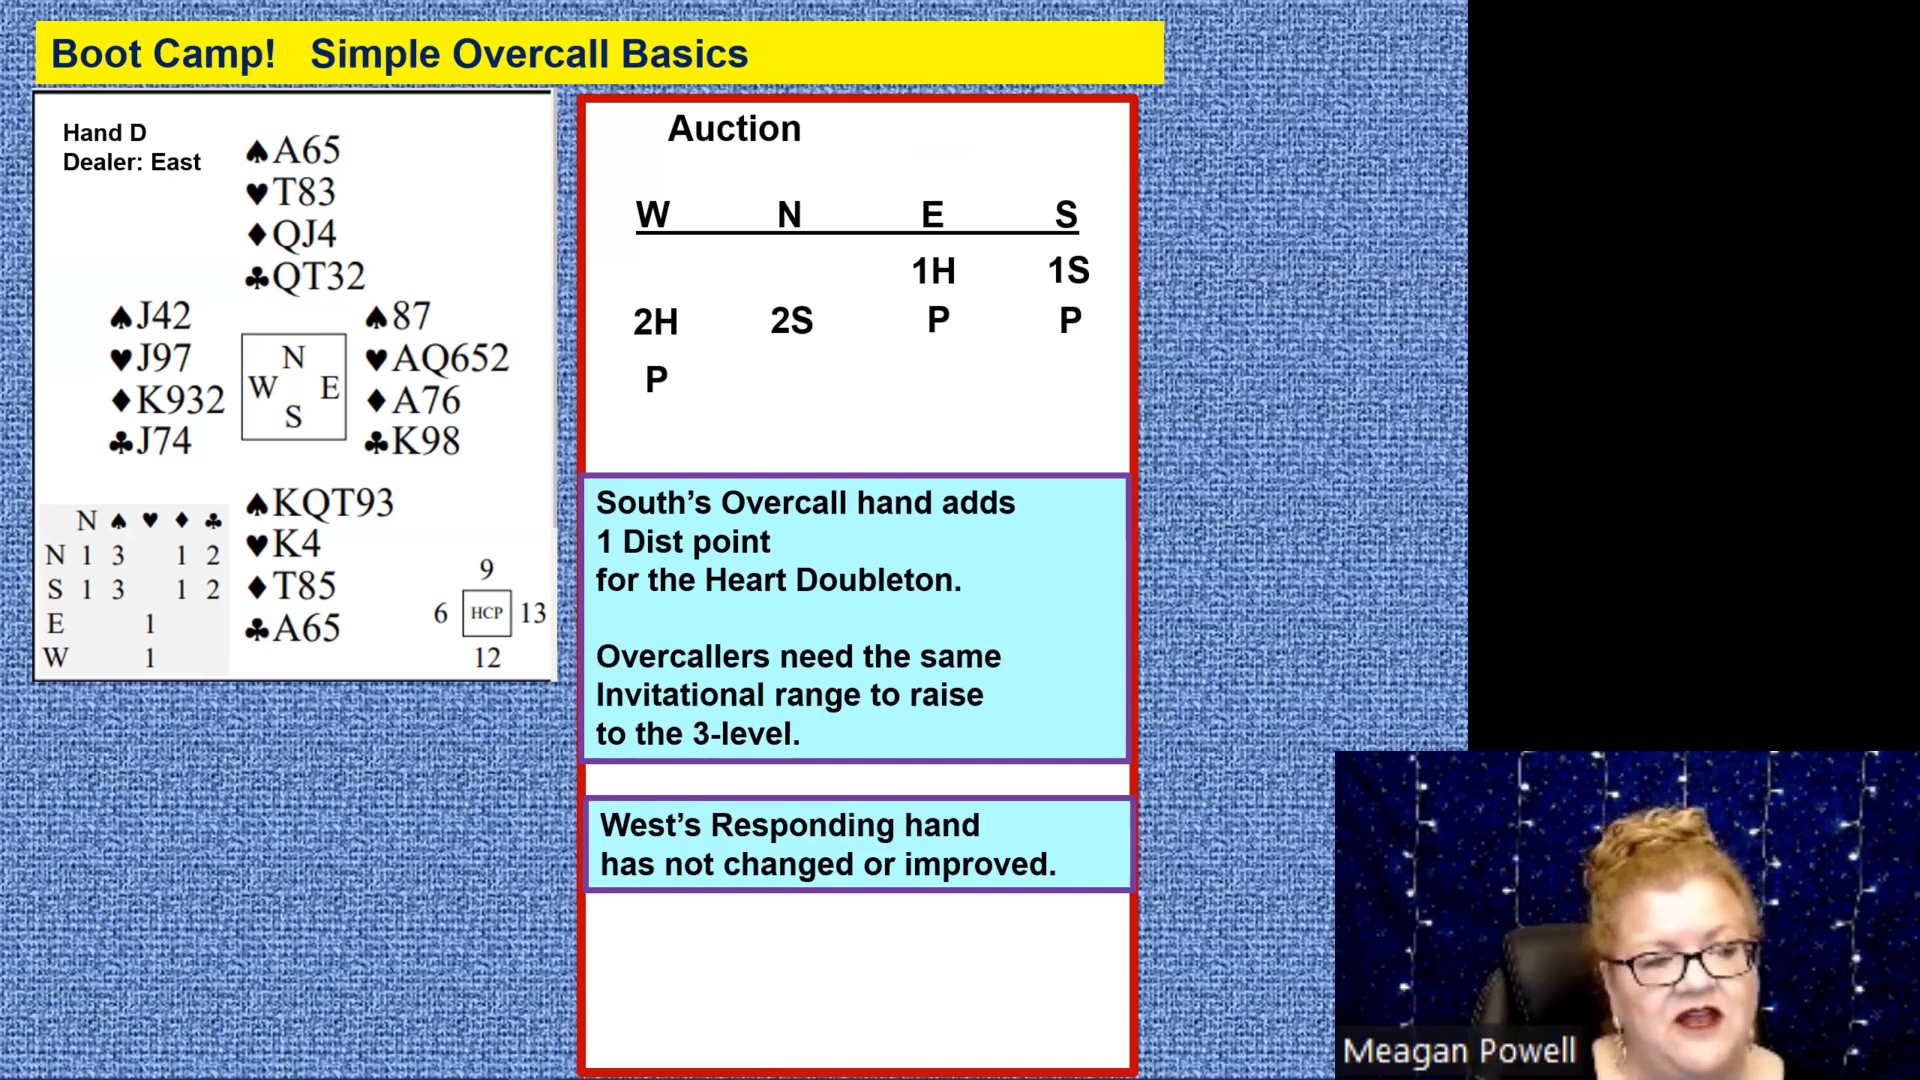 Boot Camp! Simple Overcall Basics
Hand D
Dealer: East
♠A65
♥T83
♦QJ4
♣QT32
♠J42
♥J97
♦K932
♣J74
N
W E
S
♠87
♥AQ652
♦A76
♣K98
♠KQT93
♥K4
♦T85
♣A65
N ♠ ♥ ♦ ♣
N 1 3 1 2
S 1 3 1 2
E 1
W 1
9
6 HCP 13
12
Auction
W N E S
1H 1S
2H 2S P P
P
South's Overcall hand adds
1 Dist point
for the Heart Doubleton.
Overcallers need the same
Invitational range to raise
to the 3-level.
West's Responding hand
has not changed or improved.
Meagan Powell